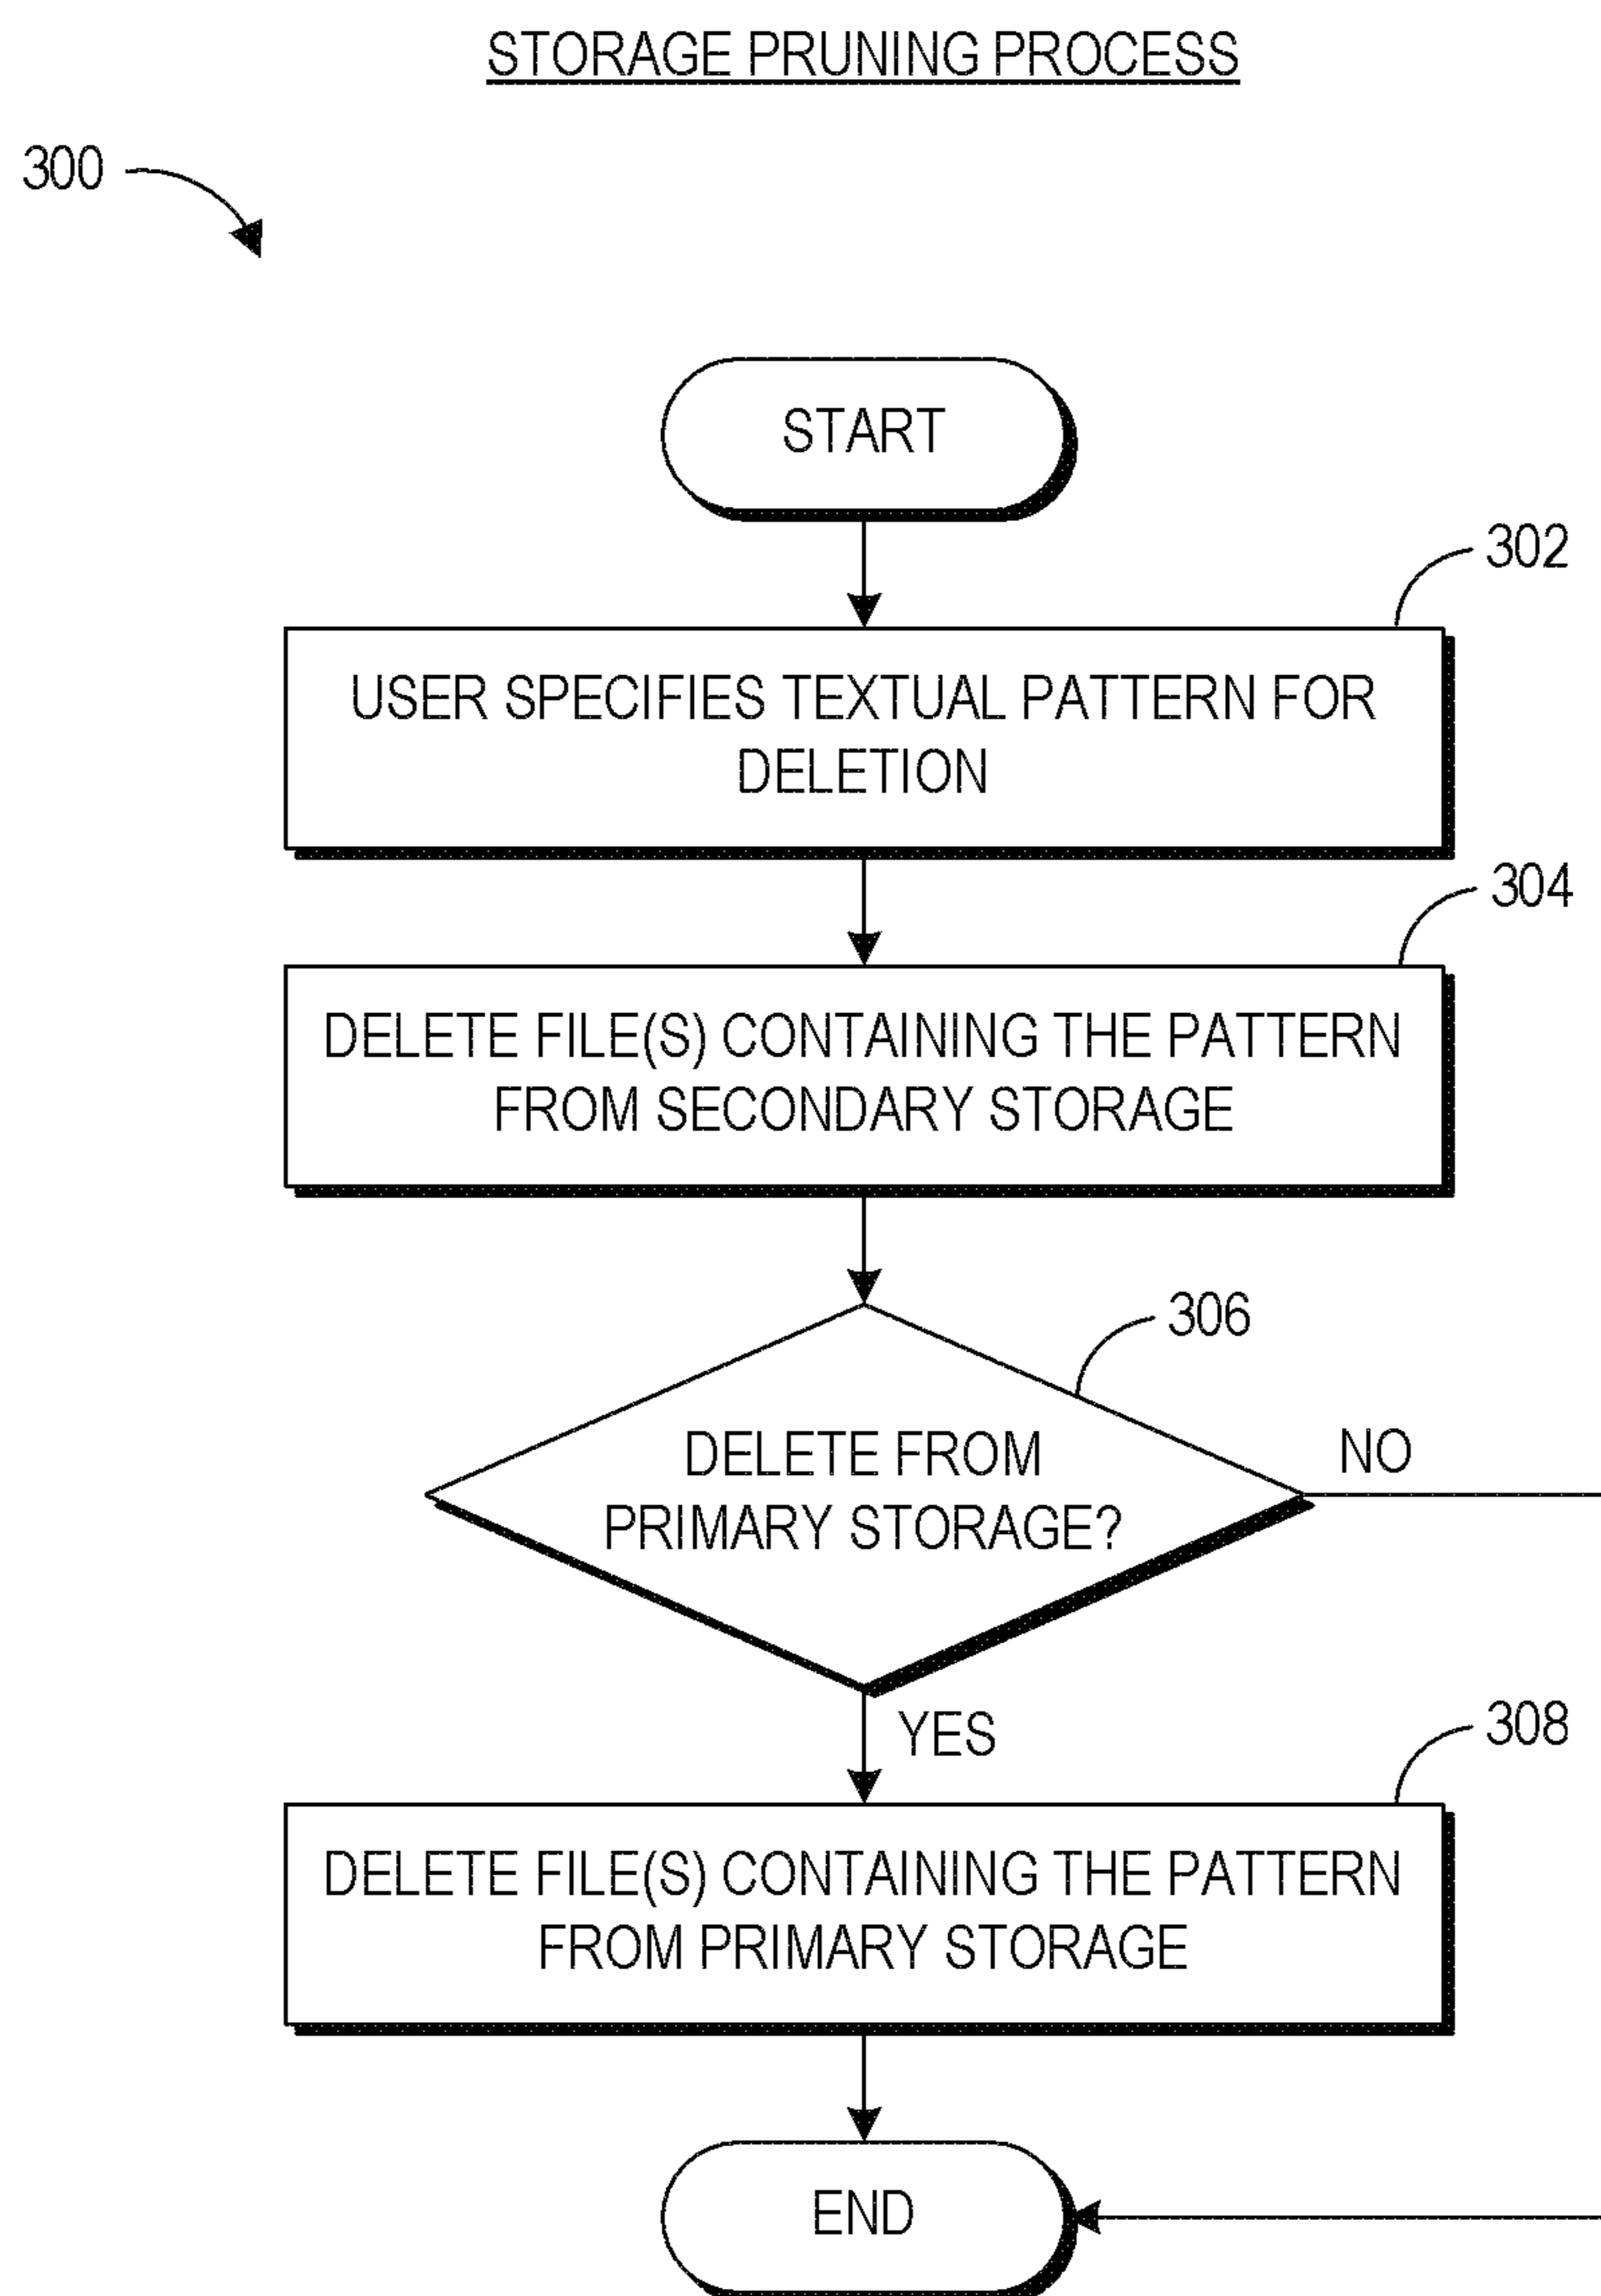 STORAGE PRUNING PROCESS
300
START
302
USER SPECIFIES TEXTUAL PATTERN FOR
DELETION
304
DELETE FILE(S) CONTAINING THE PATTERN
FROM SECONDARY STORAGE
306
DELETE FROM
PRIMARY STORAGE?
NO
YES
308
DELETE FILE(S) CONTAINING THE PATTERN
FROM PRIMARY STORAGE
END